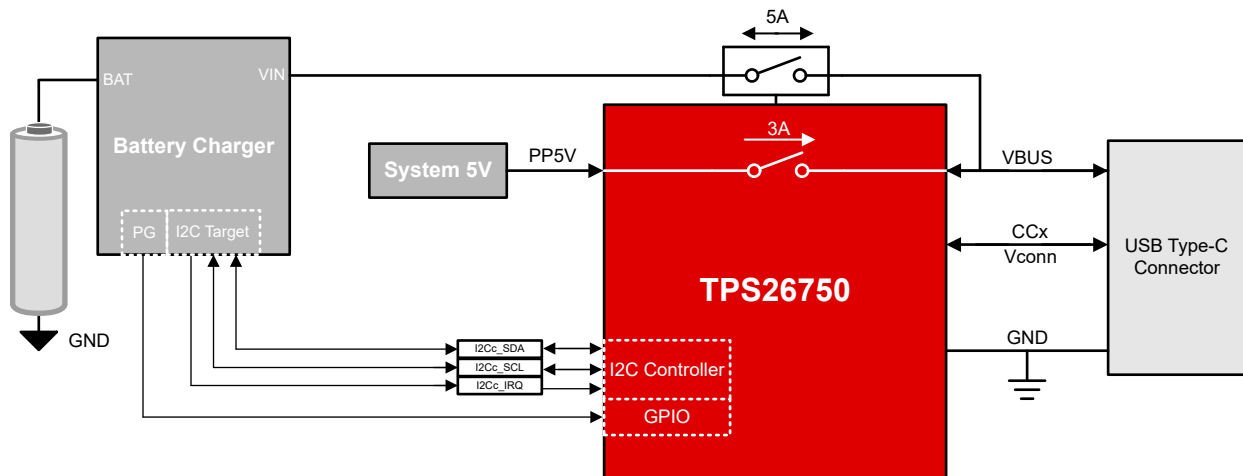 5A
BAT
VIN
Battery Charger
3A
PP5V
System 5V
VBUS
PG
I2C Target
CCx
Vconn
USB Type-C
Connector
TPS26750
GND
GND
I2Cc_SDA
I2Cc_SCL
I2Cc_IRQ
I2C Controller
GPIO